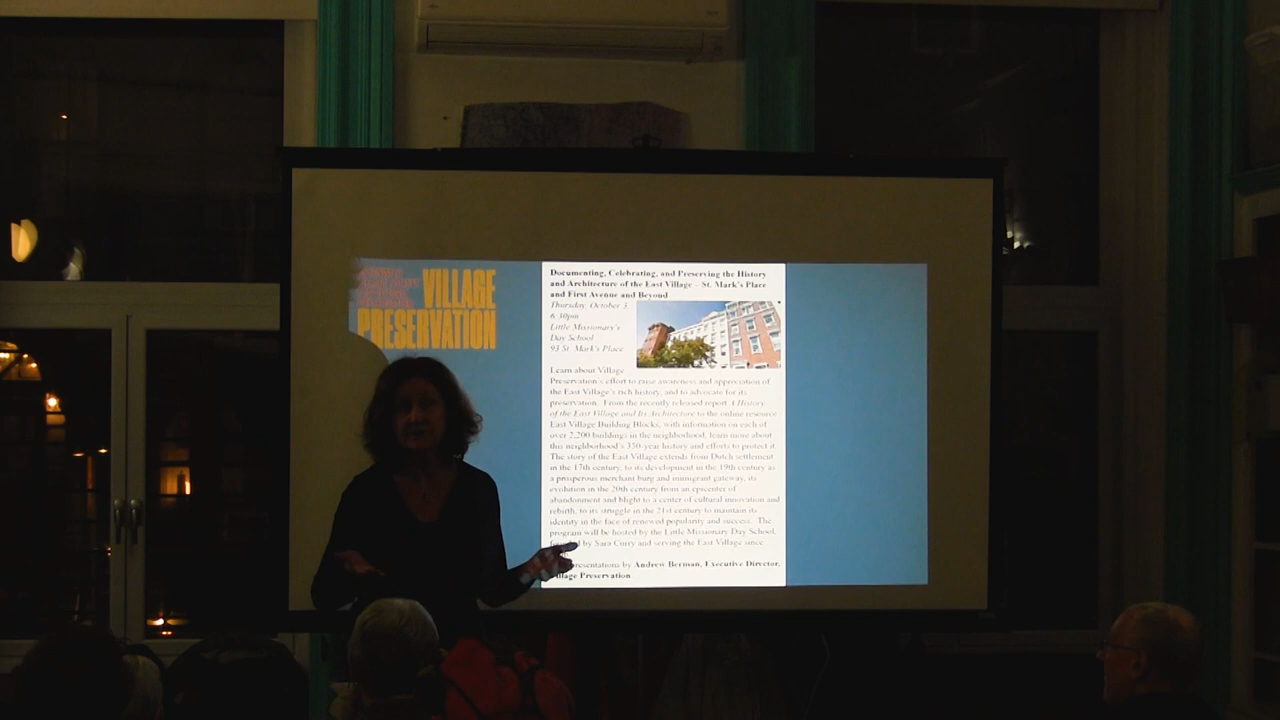 VILLAGE
PRESERVATION
Documenting, Celebrating, and Preserving the History
and Architecture of the East Village – St. Mark's Place
and First Avenue and Beyond
Thursday, October 3,
6:30pm
Little Missionary's
Day School
93 St. Mark's Place
Learn about Village
Preservation's effort to raise awareness and appreciation of
the East Village's rich history, and to advocate for its
preservation. From the recently released report A History
of the East Village and Its Architecture to the online resource
East Village Building Blocks, with information on each of
over 2,200 buildings in the neighborhood, learn more about
this neighborhood's 350-year history and efforts to protect it.
The story of the East Village extends from Dutch settlement
in the 17th century, to its development in the 19th century as
a prosperous merchant burg and immigrant gateway, its
evolution in the 20th century from an epicenter of
abandonment and blight to a center of cultural innovation and
rebirth, to its struggle in the 21st century to maintain its
identity in the face of renewed popularity and success. The
program will be hosted by the Little Missionary Day School,
founded by Sara Curry and serving the East Village since
presentations by Andrew Berman, Executive Director,
Village Preservation